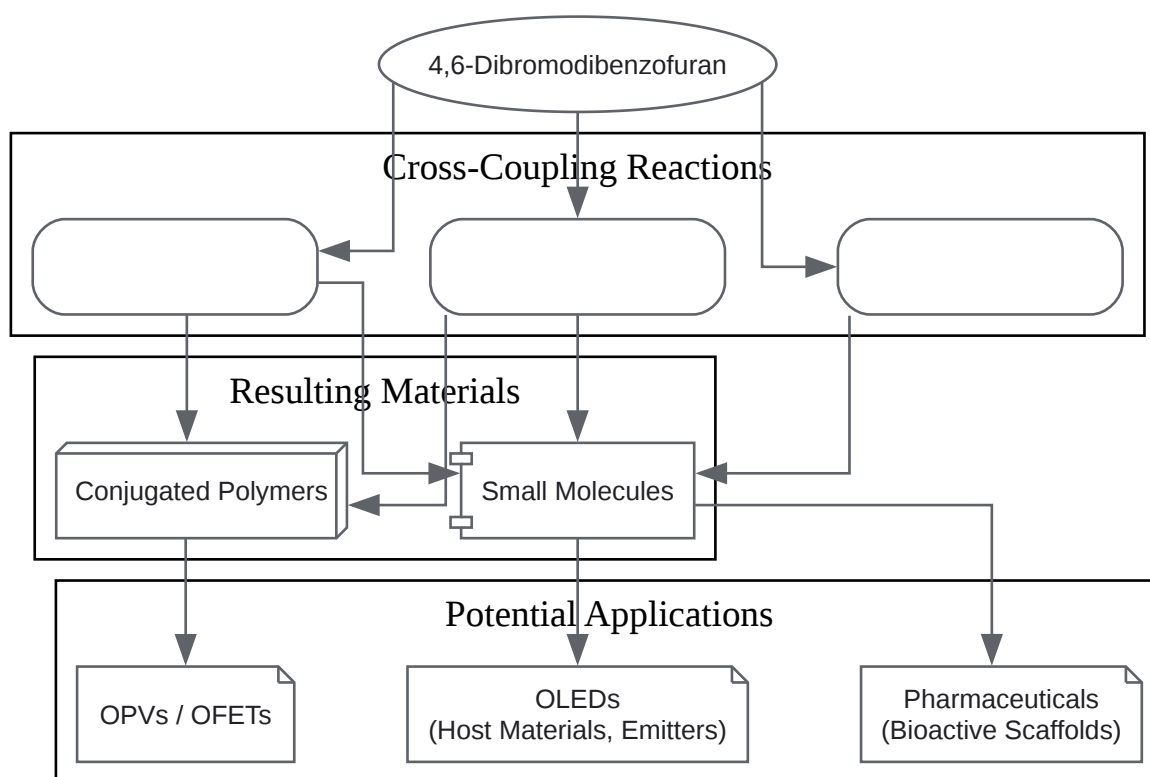 4,6-Dibromodibenzofuran
Cross-Coupling Reactions
Resulting Materials
Conjugated Polymers
Small Molecules
Potential Applications
OPVs / OFETs
OLEDs
(Host Materials, Emitters)
Pharmaceuticals
(Bioactive Scaffolds)